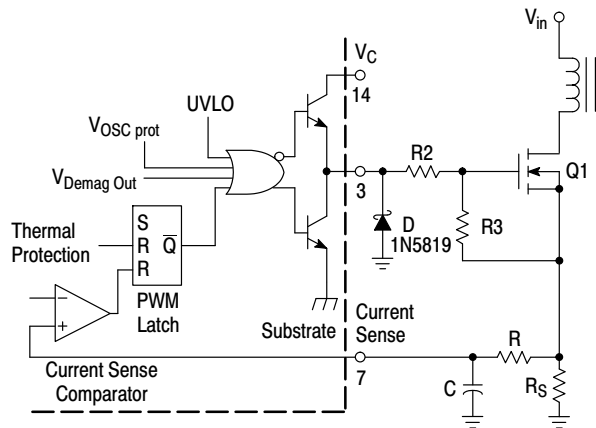 Vin
VC
14
UVLO
VOSC prot
VDemag Out
3
R2
Q1
D
1N5819
R3
Thermal
Protection
S
R
R
Q̅
PWM
Latch
Substrate
Current
Sense
7
R
C
RS
−
+
Current Sense
Comparator